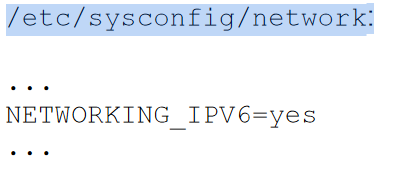 /etc/sysconfig/network:
...
NETWORKING_IPV6=yes
...